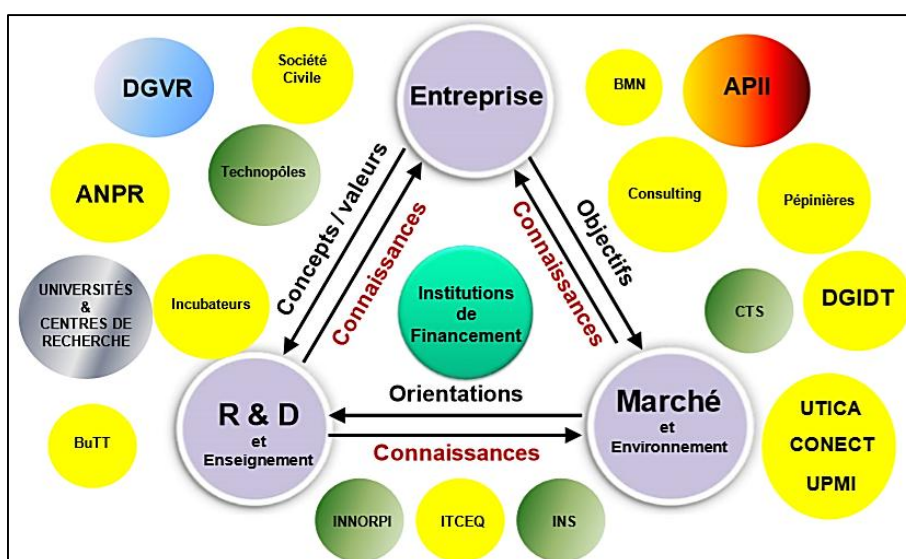 DGVR
Société
Civile
Entreprise
BMN
APII
Technopôles
ANPR
Consulting
Pépinières
Concepts / valeurs
Connaissances
Connaissances
Objectifs
UNIVERSITÉS
&
CENTRES DE
RECHERCHE
Incubateurs
Institutions
de
Financement
CTS
DGIDT
Orientations
R & D
et
Enseignement
Marché
et
Environnement
Connaissances
BuTT
UTICA
CONECT
UPMI
INNORPI
ITCEQ
INS